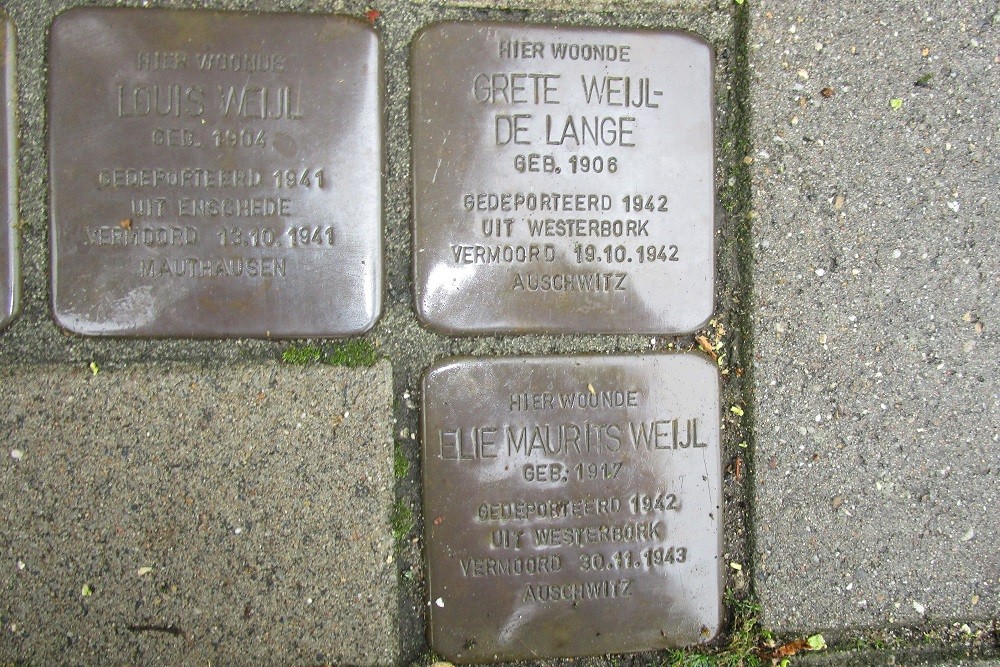 HIER WOONDE
LOUIS WEIJL
GEB. 1904
GEDEPORTEERD 1941
UIT ENSCHEDE
VERMOORD 13.10.1941
MAUTHAUSEN
HIER WOONDE
GRETE WEIJL-
DE LANGE
GEB. 1906
GEDEPORTEERD 1942
UIT WESTERBORK
VERMOORD 19.10.1942
AUSCHWITZ
HIER WOONDE
ELIE MAURITS WEIJL
GEB. 1917
GEDEPORTEERD 1942
UIT WESTERBORK
VERMOORD 30.11.1943
AUSCHWITZ